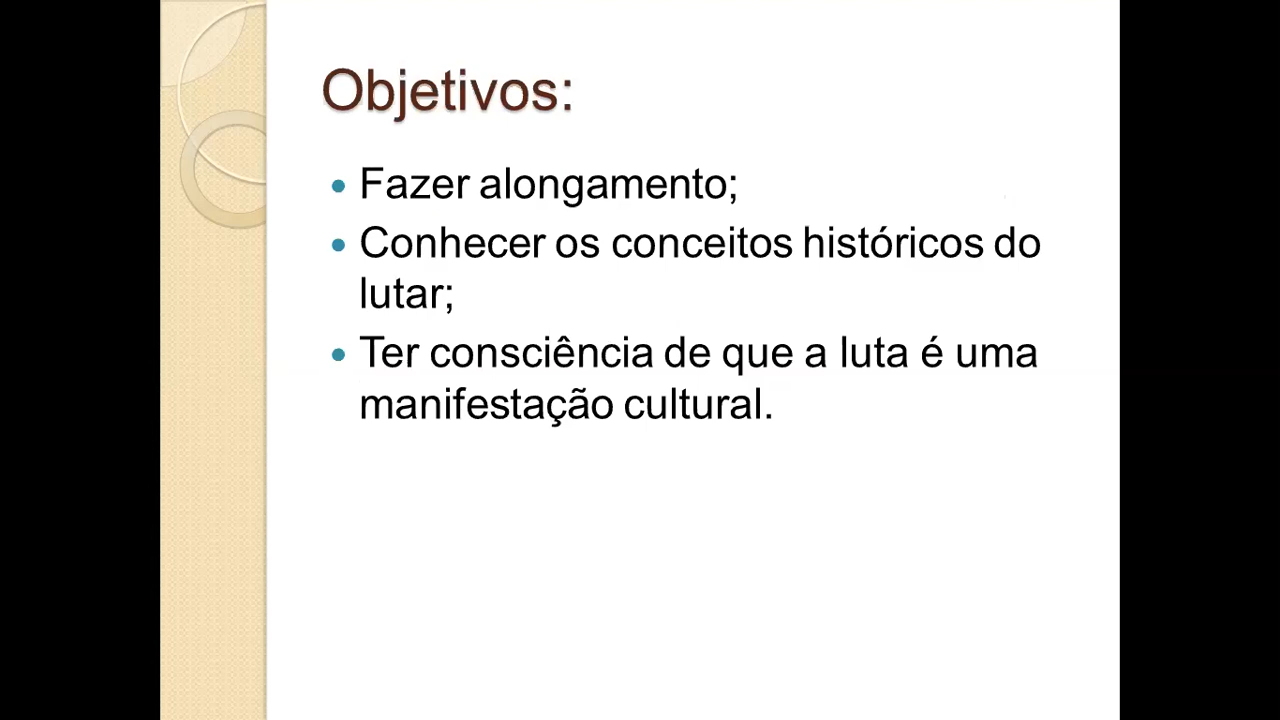 Objetivos:
• Fazer alongamento;
• Conhecer os conceitos históricos do
lutar;
• Ter consciência de que a luta é uma
manifestação cultural.